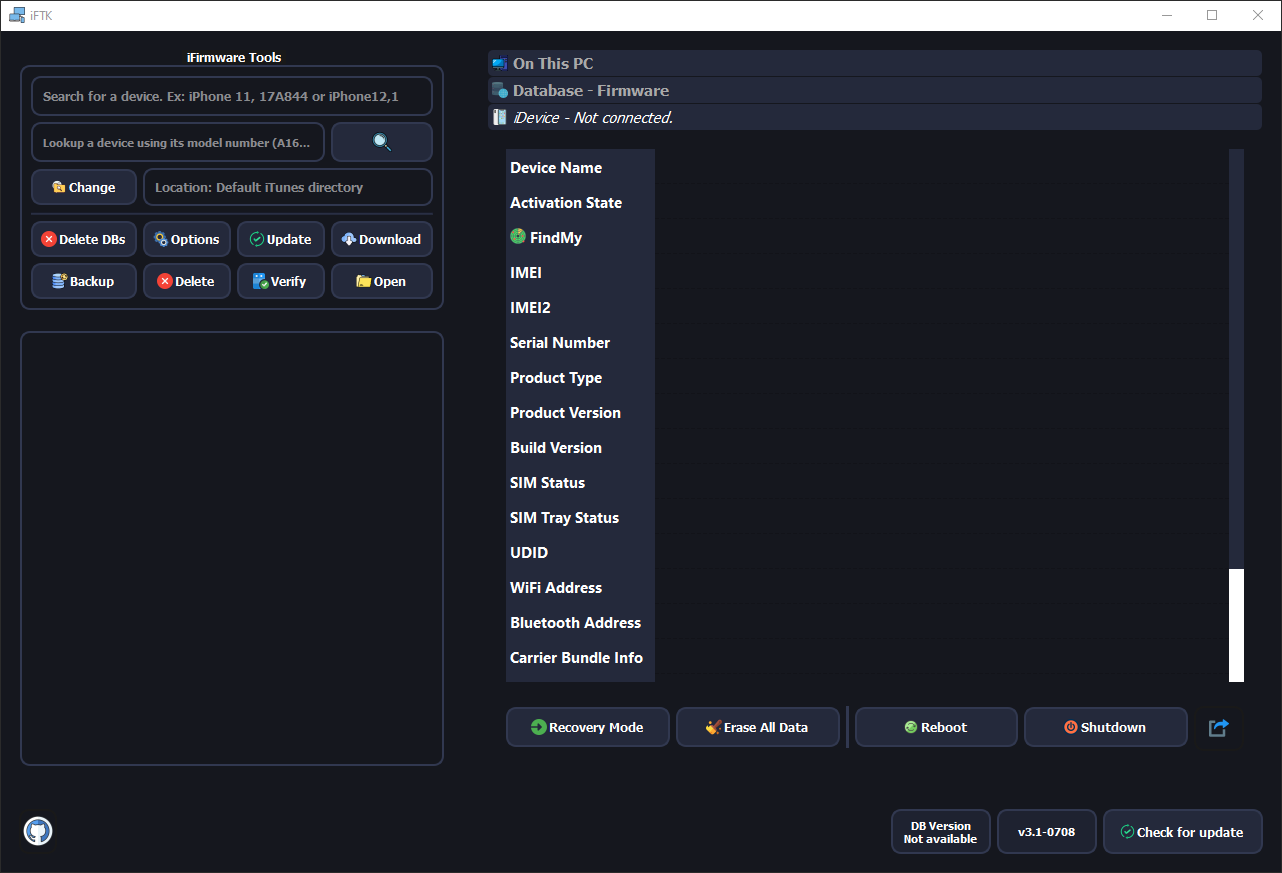 iFTK
iFirmware Tools
Search for a device. Ex: iPhone 11, 17A844 or iPhone12,1
Lookup a device using its model number (A16...
Change
Location: Default iTunes directory
Delete DBs
Options
Update
Download
Backup
Delete
Verify
Open
On This PC
Database - Firmware
iDevice - Not connected.
Device Name
Activation State
FindMy
IMEI
IMEI2
Serial Number
Product Type
Product Version
Build Version
SIM Status
SIM Tray Status
UDID
WiFi Address
Bluetooth Address
Carrier Bundle Info
Recovery Mode
Erase All Data
Reboot
Shutdown
DB Version
Not available
v3.1-0708
Check for update